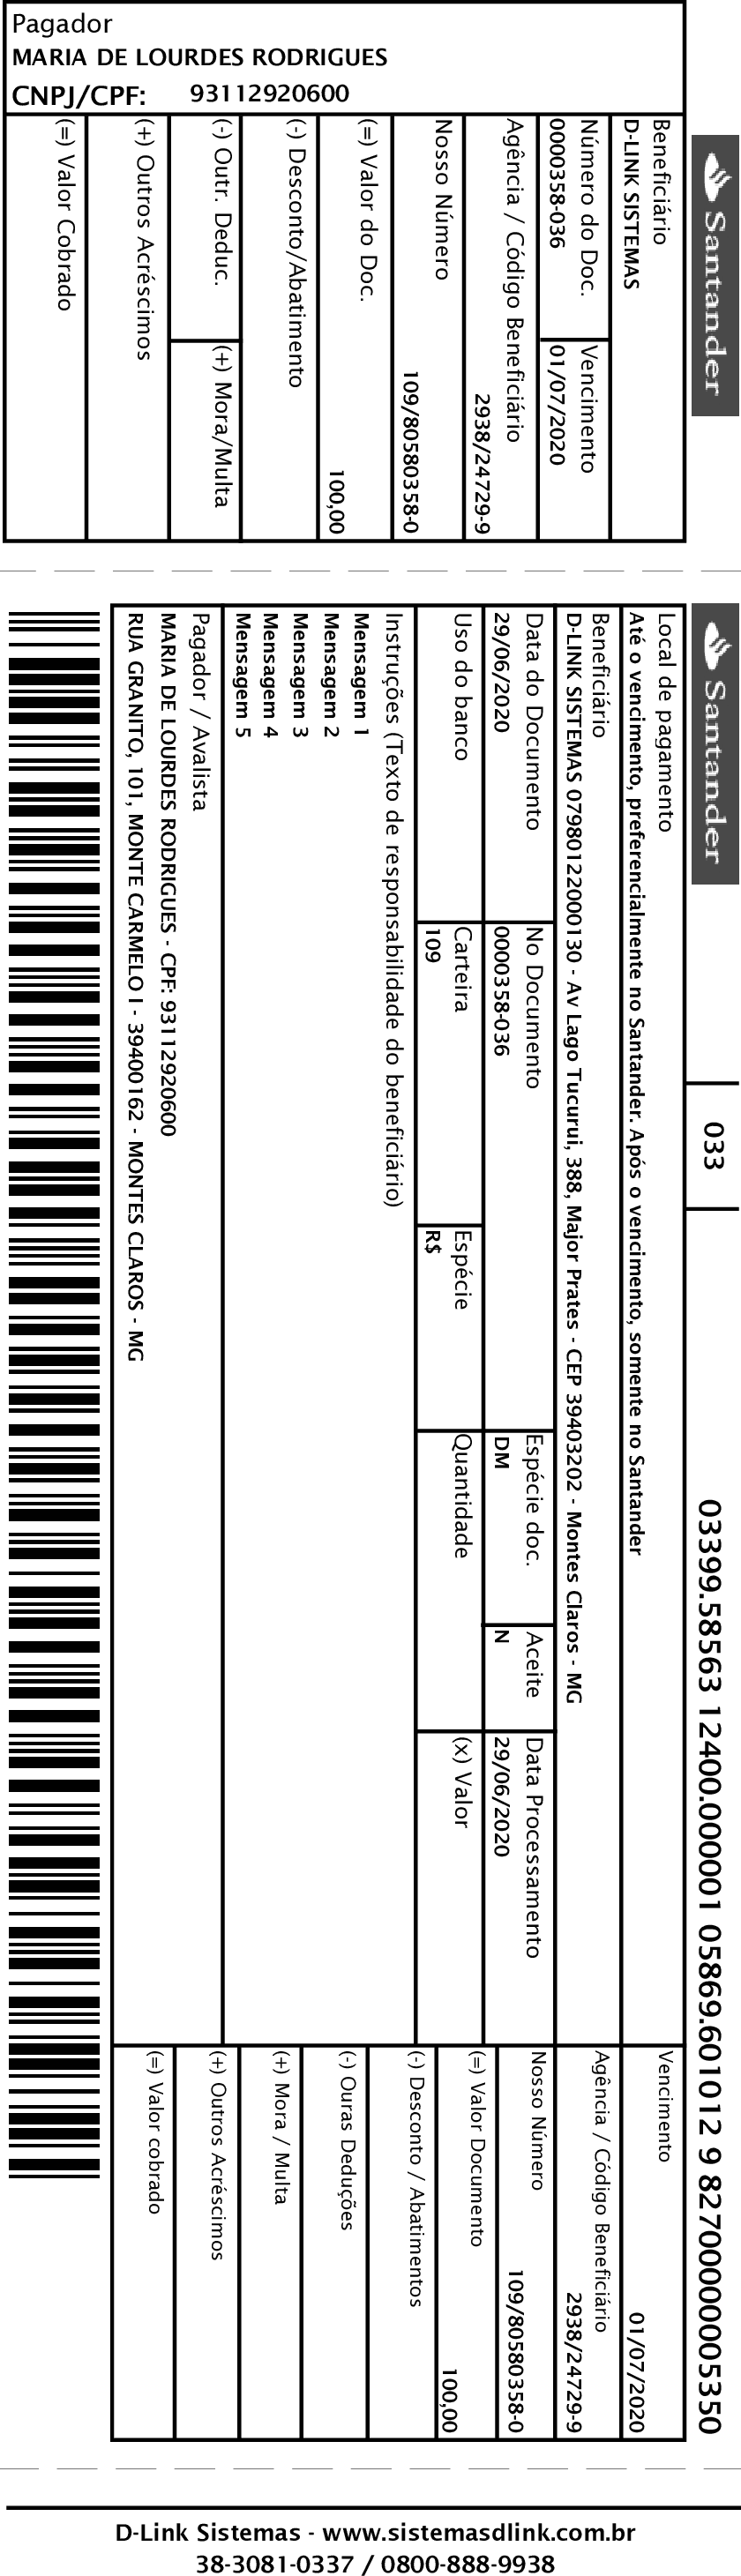 Pagador
MARIA DE LOURDES RODRIGUES
CNPJ/CPF: 93112920600
Santander
Beneficiário
D-LINK SISTEMAS
Número do Doc.
0000358-036
Vencimento
01/07/2020
Agência / Código Beneficiário
2938/24729-9
Nosso Número
109/80580358-0
(=) Valor do Doc.
100,00
(-) Desconto/Abatimento
(-) Outr. Deduc.
(+) Mora/Multa
(+) Outros Acréscimos
(=) Valor Cobrado
Santander
033
03399.58563 12400.000001 05869.601012 9 82700000005350
Local de pagamento
Até o vencimento, preferencialmente no Santander. Após o vencimento, somente no Santander
Vencimento
01/07/2020
Beneficiário
D-LINK SISTEMAS 07980122000130 - Av Lago Tucurui, 388, Major Prates - CEP 39403202 - Montes Claros - MG
Agência / Código Beneficiário
2938/24729-9
Data do Documento
29/06/2020
No Documento
0000358-036
Espécie doc.
DM
Aceite
N
Data Processamento
29/06/2020
Nosso Número
109/80580358-0
Uso do banco
Carteira
109
Espécie
R$
Quantidade
(x) Valor
(=) Valor Documento
100,00
Instruções (Texto de responsabilidade do beneficiário)
Mensagem 1
Mensagem 2
Mensagem 3
Mensagem 4
Mensagem 5
(-) Desconto / Abatimentos
(-) Ouras Deduções
(+) Mora / Multa
(+) Outros Acréscimos
(=) Valor cobrado
Pagador / Avalista
MARIA DE LOURDES RODRIGUES - CPF: 93112920600
RUA GRANITO, 101, MONTE CARMELO I - 39400162 - MONTES CLAROS - MG
D-Link Sistemas - www.sistemasdlink.com.br
38-3081-0337 / 0800-888-9938